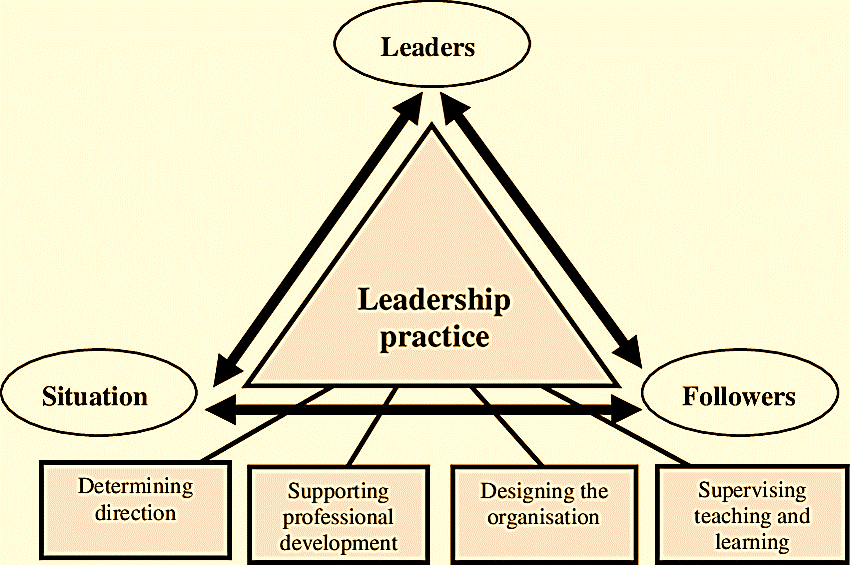 Leaders
Leadership
practice
Situation
Followers
Determining
direction
Supporting
professional
development
Designing the
organisation
Supervising
teaching and
learning